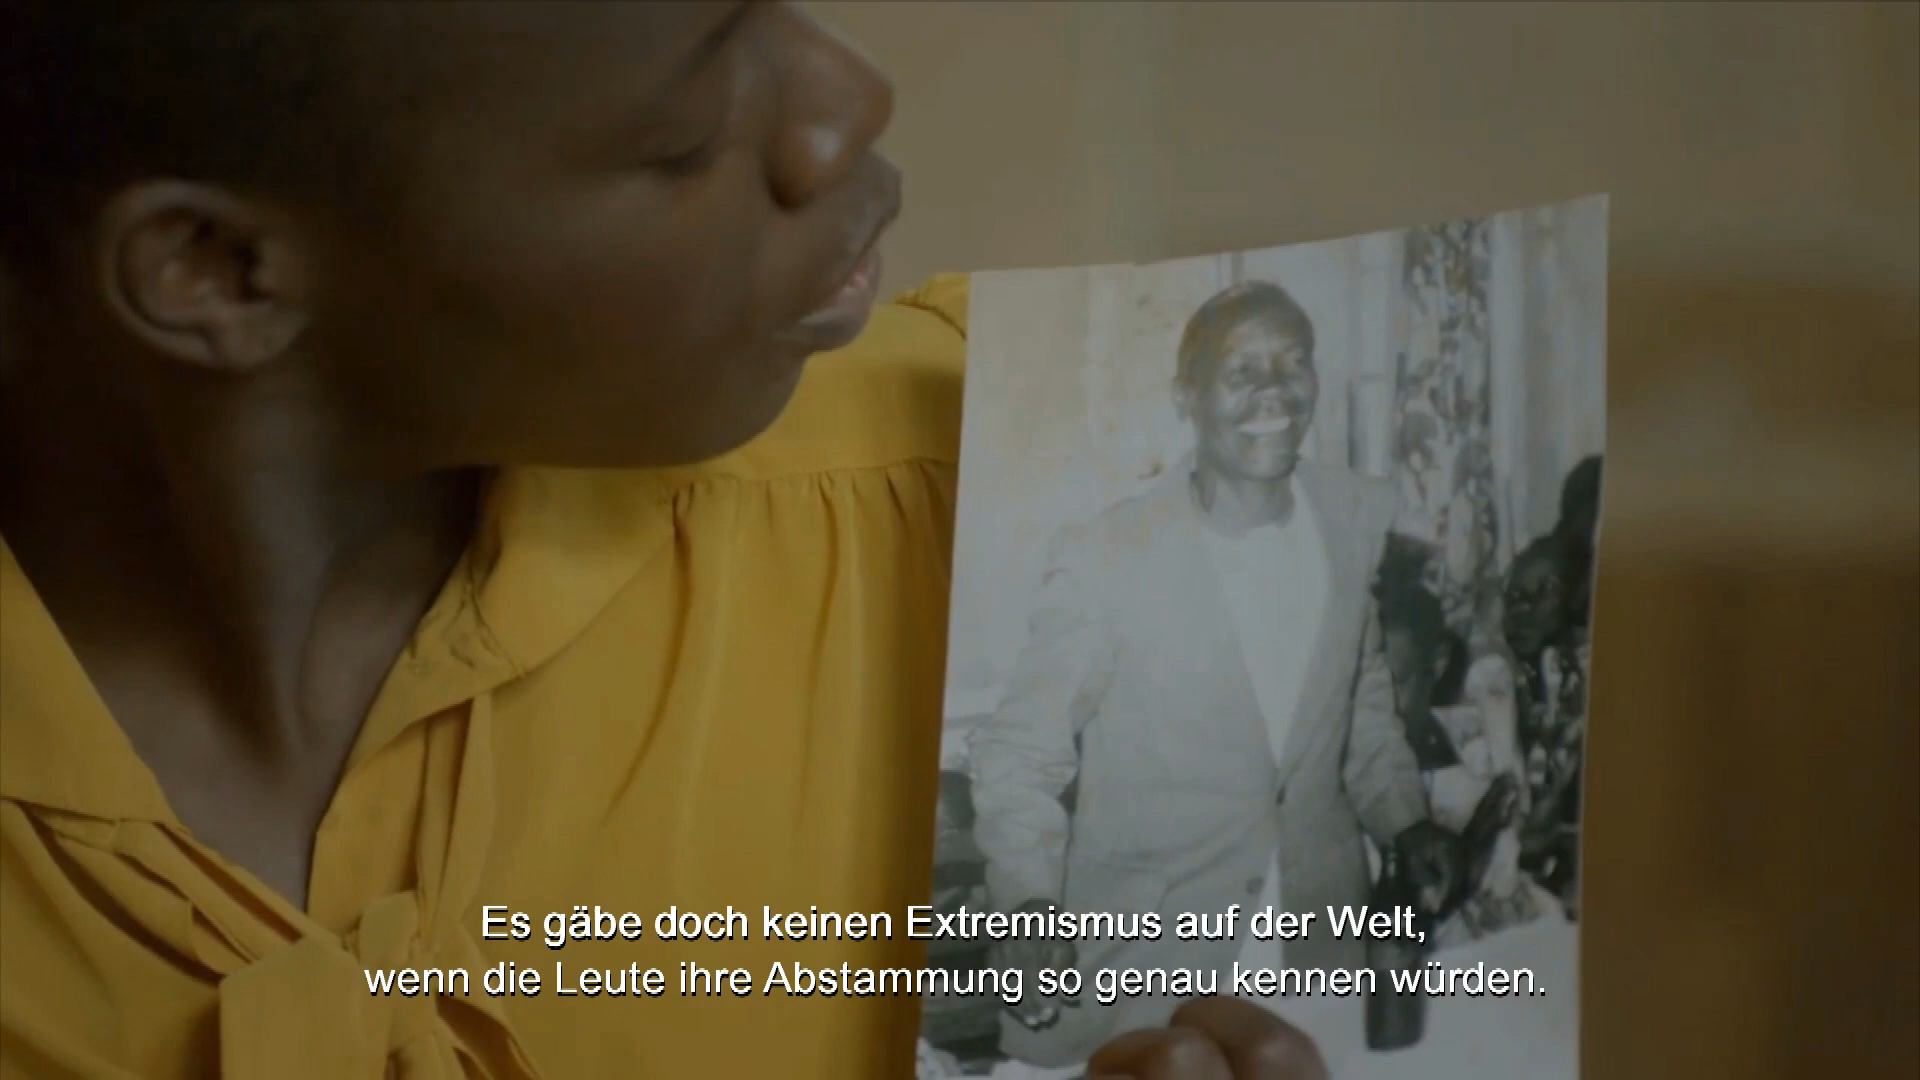 Es gäbe doch keinen Extremismus auf der Welt,
wenn die Leute ihre Abstammung so genau kennen würden.